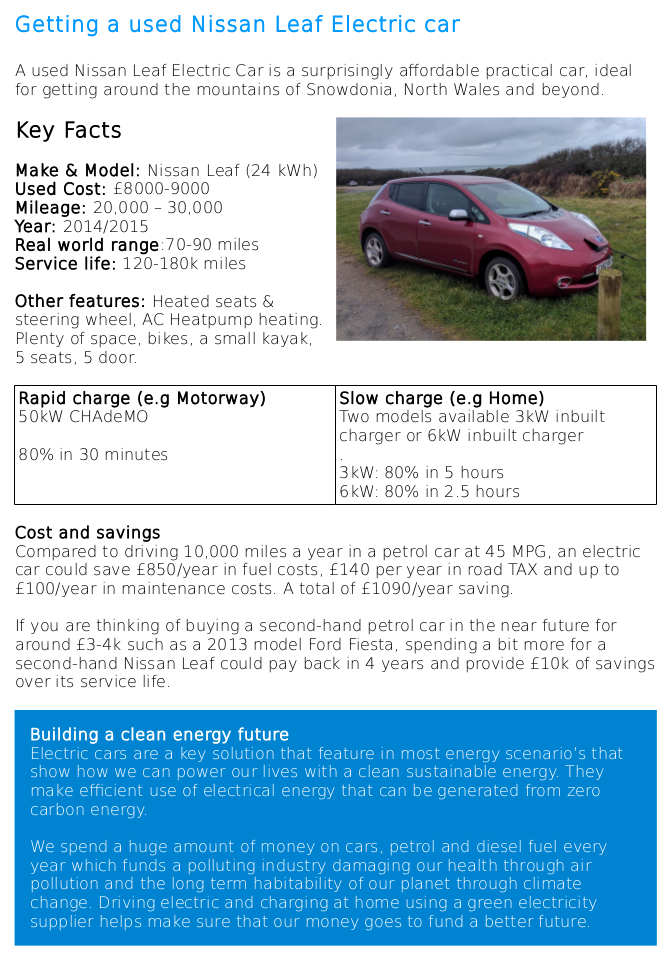 Getting a used Nissan Leaf Electric car
A used Nissan Leaf Electric Car is a surprisingly affordable practical car, ideal
for getting around the mountains of Snowdonia, North Wales and beyond.
Key Facts
Make & Model: Nissan Leaf (24 kWh)
Used Cost: £8000-9000
Mileage: 20,000 – 30,000
Year: 2014/2015
Real world range:70-90 miles
Service life: 120-180k miles
Other features: Heated seats &
steering wheel, AC Heatpump heating.
Plenty of space, bikes, a small kayak,
5 seats, 5 door.
Rapid charge (e.g Motorway)
50kW CHAdeMO
80% in 30 minutes
Slow charge (e.g Home)
Two models available 3kW inbuilt
charger or 6kW inbuilt charger
.
3kW: 80% in 5 hours
6kW: 80% in 2.5 hours
Cost and savings
Compared to driving 10,000 miles a year in a petrol car at 45 MPG, an electric
car could save £850/year in fuel costs, £140 per year in road TAX and up to
£100/year in maintenance costs. A total of £1090/year saving.
If you are thinking of buying a second-hand petrol car in the near future for
around £3-4k such as a 2013 model Ford Fiesta, spending a bit more for a
second-hand Nissan Leaf could pay back in 4 years and provide £10k of savings
over its service life.
Building a clean energy future
Electric cars are a key solution that feature in most energy scenario's that
show how we can power our lives with a clean sustainable energy. They
make efficient use of electrical energy that can be generated from zero
carbon energy.
We spend a huge amount of money on cars, petrol and diesel fuel every
year which funds a polluting industry damaging our health through air
pollution and the long term habitability of our planet through climate
change. Driving electric and charging at home using a green electricity
supplier helps make sure that our money goes to fund a better future.